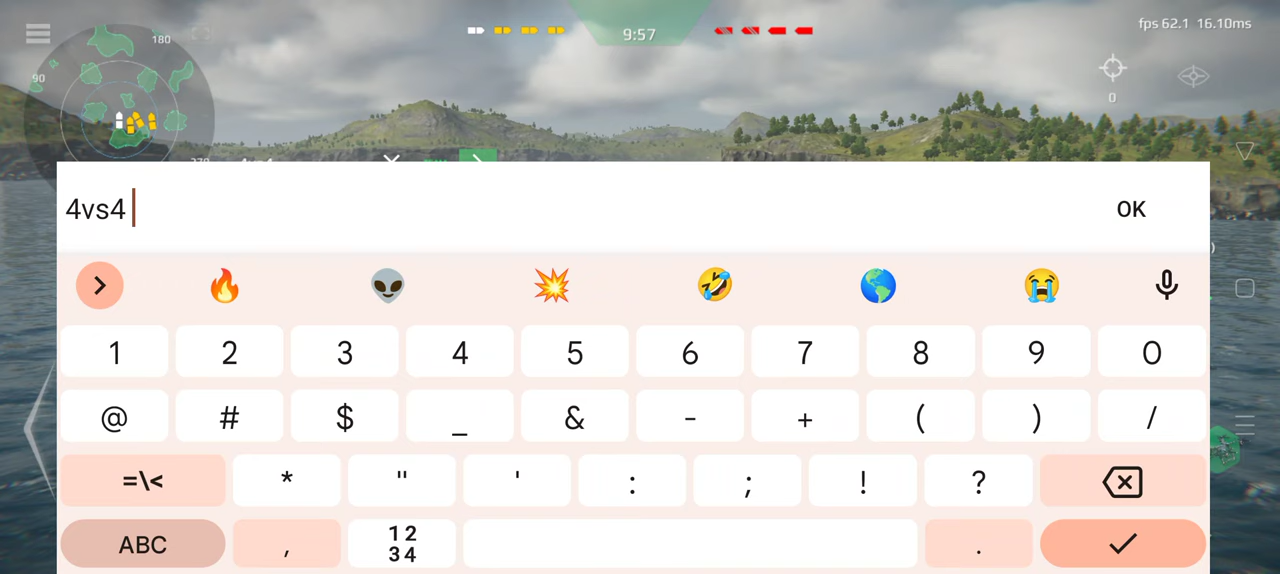 180
9:57
fps 62.1 16.10ms
90
0
4vs4
OK
1 2 3 4 5 6 7 8 9 0
@ # $ _ & - + ( ) /
=\< * " ' : ; ! ?
ABC , 1 2 3 4 .